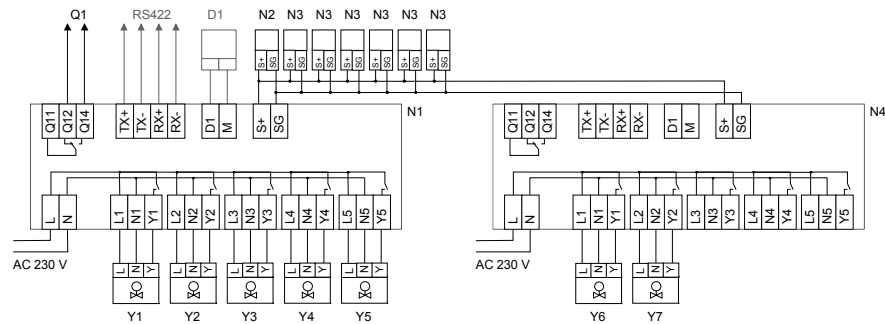 Q1 RS422 D1 N2 N3 N3 N3 N3 N3 N3
S+ SG S+ SG S+ SG S+ SG S+ SG S+ SG S+ SG
N1 N4
Q11 Q12 Q14 TX+ TX- RX+ RX- D1 M S+ SG
Q11 Q12 Q14 TX+ TX- RX+ RX- D1 M S+ SG
L N L1 N1 Y1 L2 N2 Y2 L3 N3 Y3 L4 N4 Y4 L5 N5 Y5
L N L1 N1 Y1 L2 N2 Y2 L3 N3 Y3 L4 N4 Y4 L5 N5 Y5
AC 230 V L N Y L N Y L N Y L N Y L N Y
AC 230 V L N Y L N Y
Y1 Y2 Y3 Y4 Y5 Y6 Y7